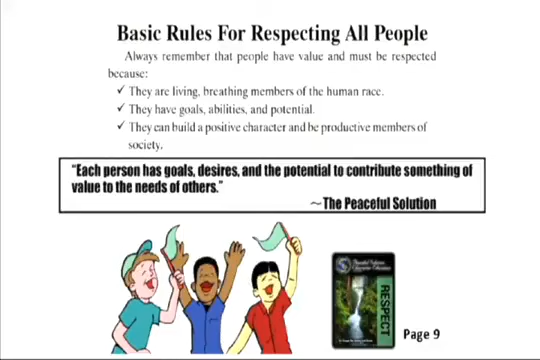 Basic Rules For Respecting All People
Always remember that people have value and must be respected
because:
✓ They are living, breathing members of the human race.
✓ They have goals, abilities, and potential.
✓ They can build a positive character and be productive members of
society.
“Each person has goals, desires, and the potential to contribute something of
value to the needs of others.”
~The Peaceful Solution
RESPECT
Page 9